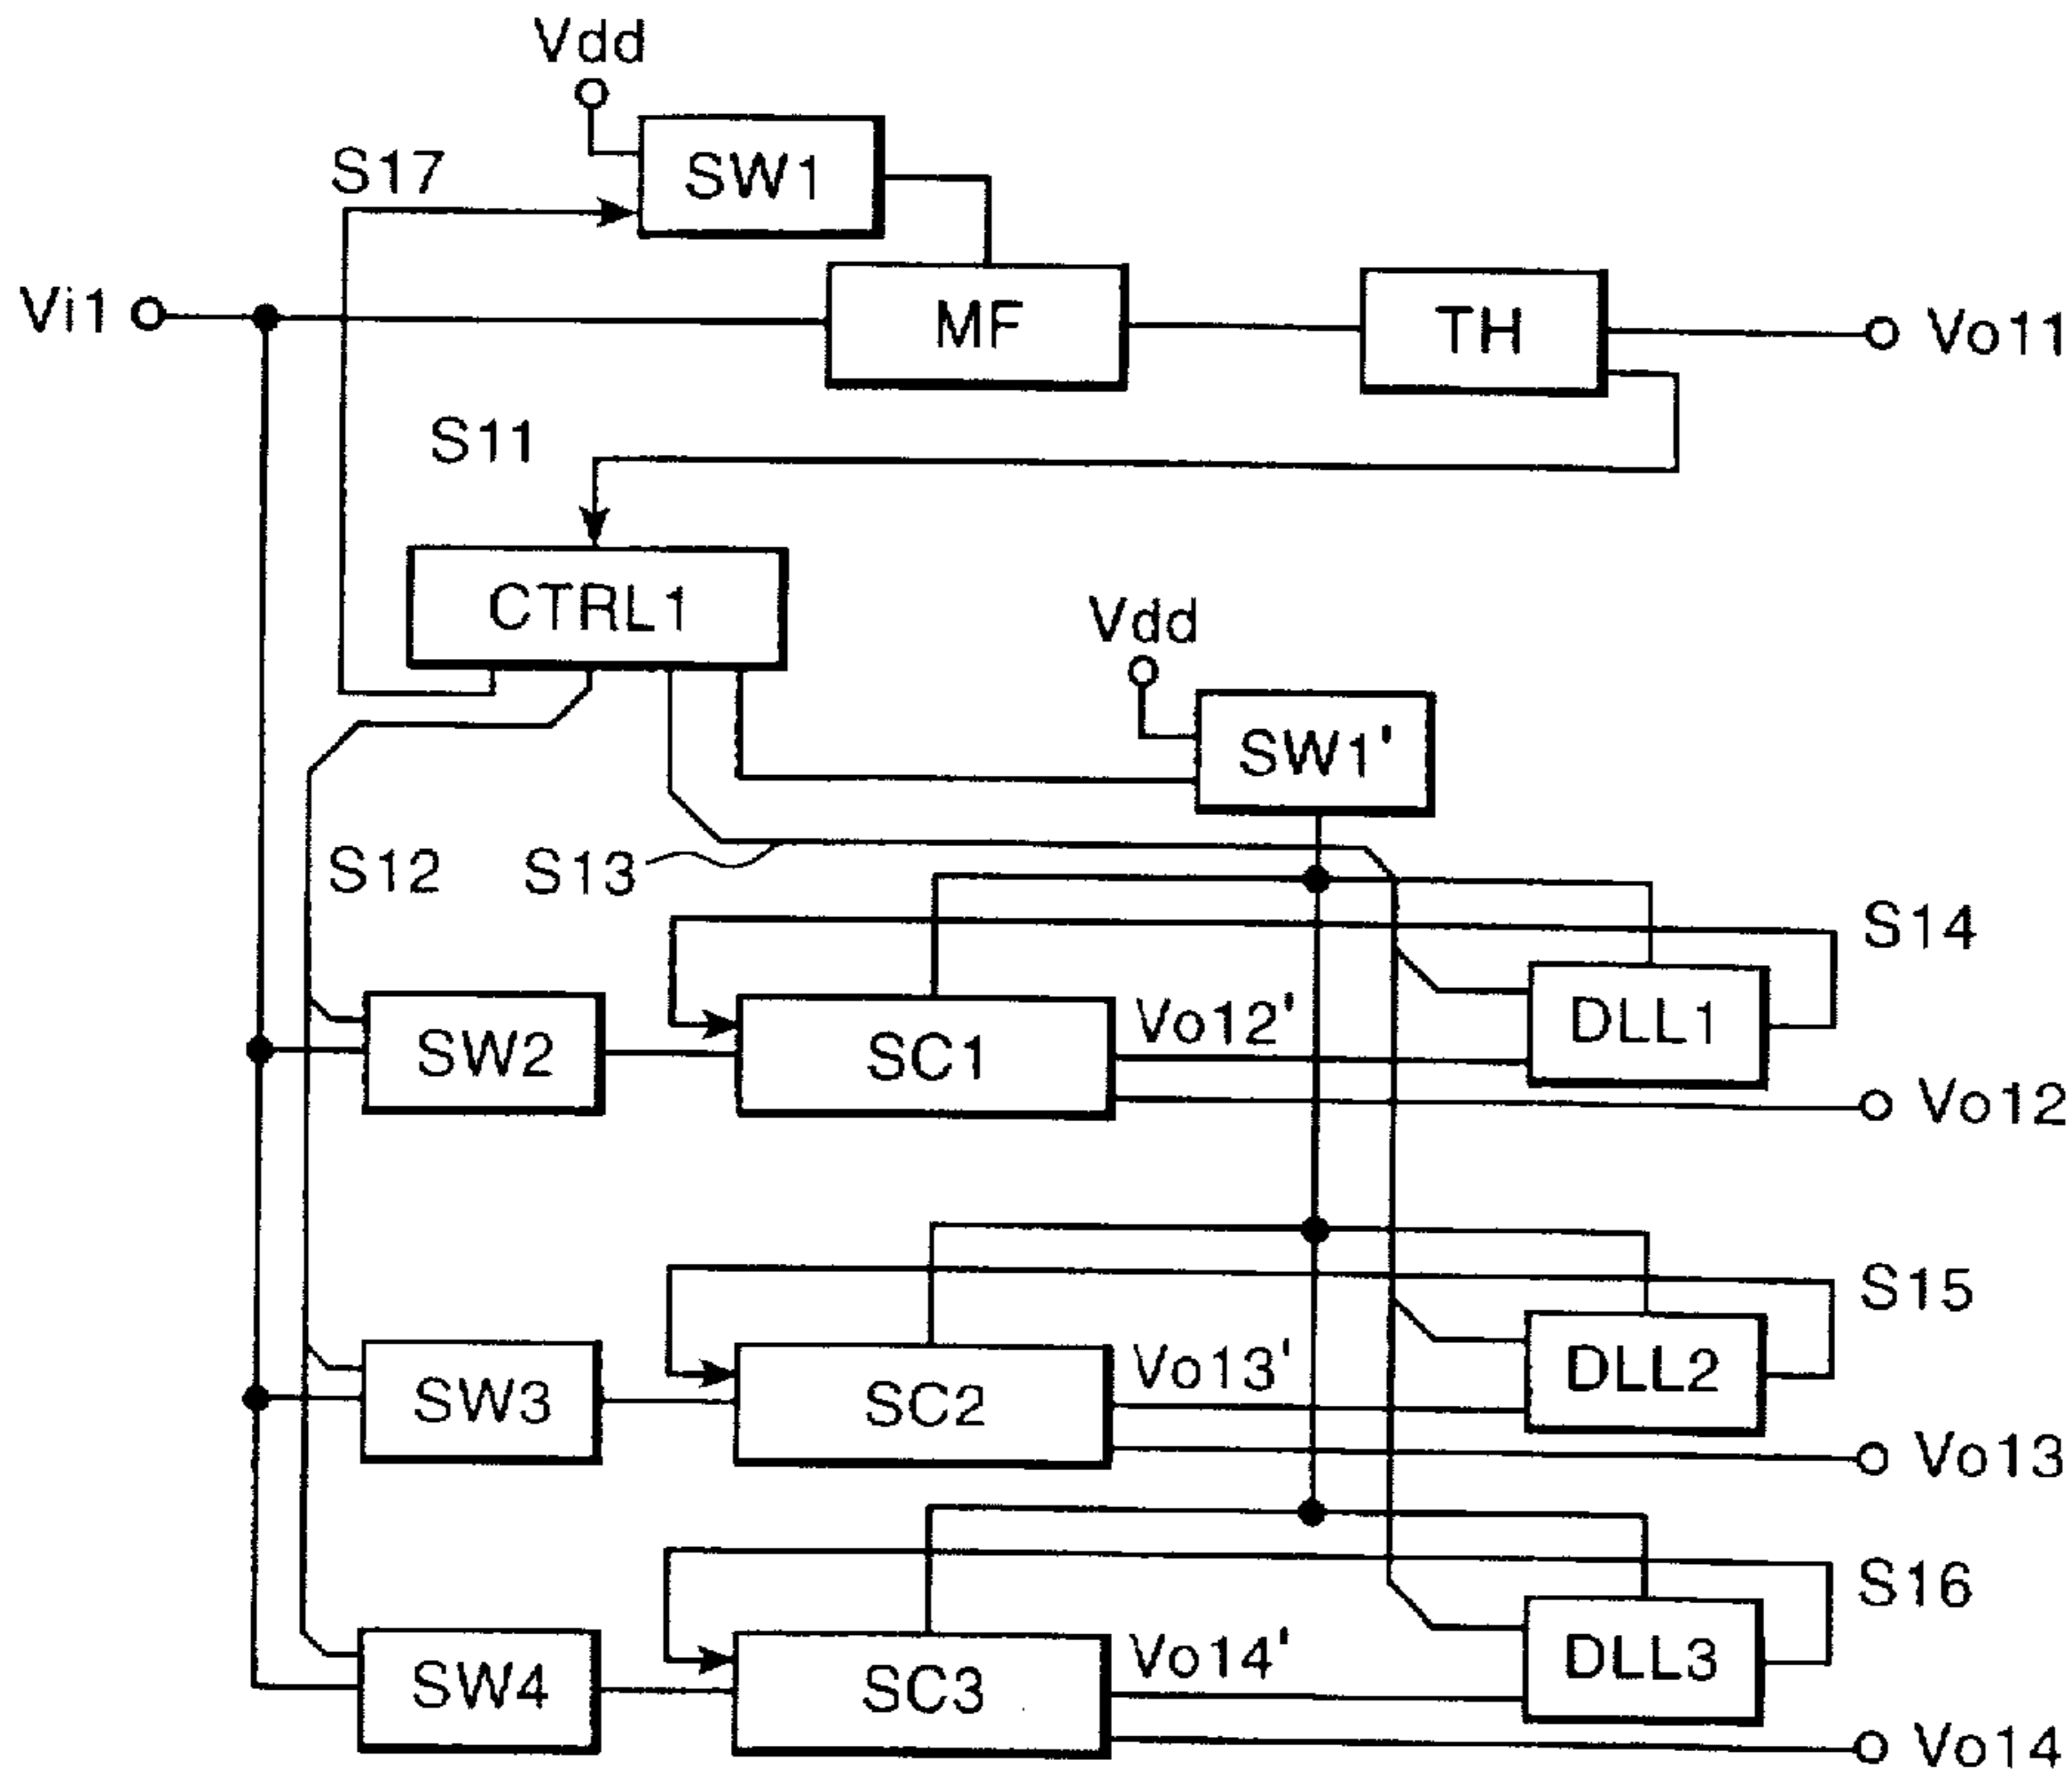 Vdd
S17
SW1
Vi1
MF
TH
Vo11
S11
CTRL1
Vdd
SW1'
S12
S13
S14
SW2
SC1
Vo12'
DLL1
Vo12
S15
SW3
SC2
Vo13'
DLL2
Vo13
S16
SW4
SC3
Vo14'
DLL3
Vo14